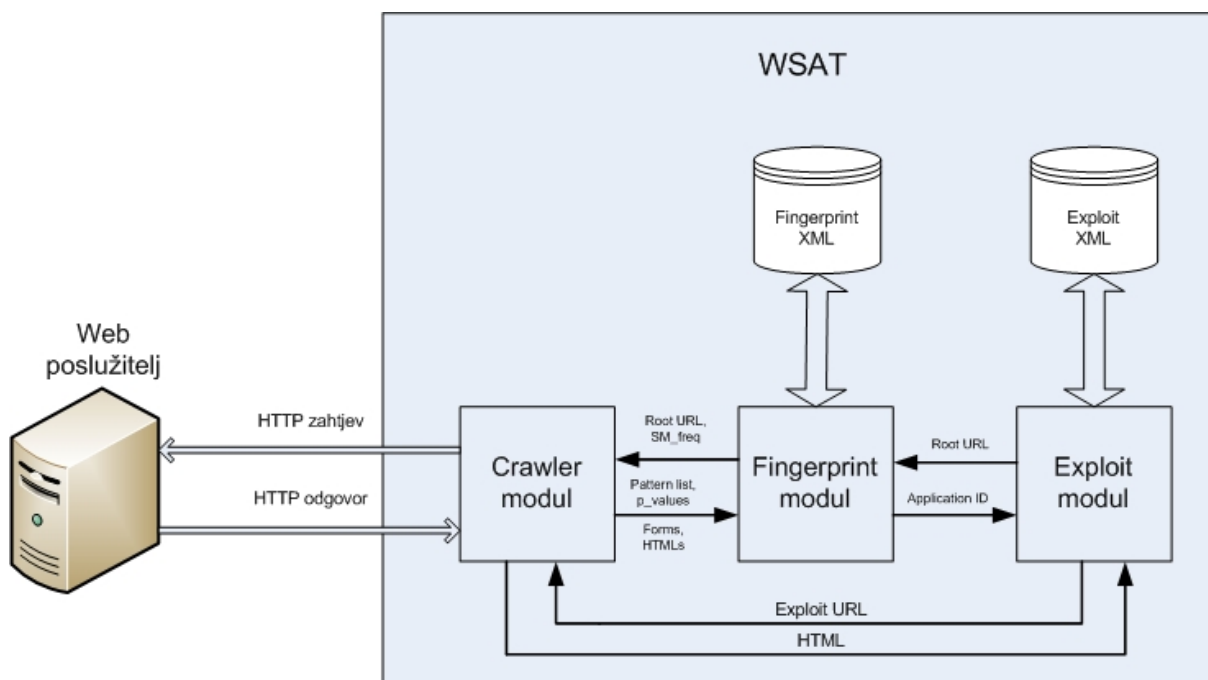 WSAT
Fingerprint
XML
Exploit
XML
Web
poslužitelj
HTTP zahtjev
HTTP odgovor
Crawler
modul
Root URL,
SM_freq
Pattern list,
p_values
Forms,
HTMLs
Fingerprint
modul
Root URL
Application ID
Exploit
modul
Exploit URL
HTML